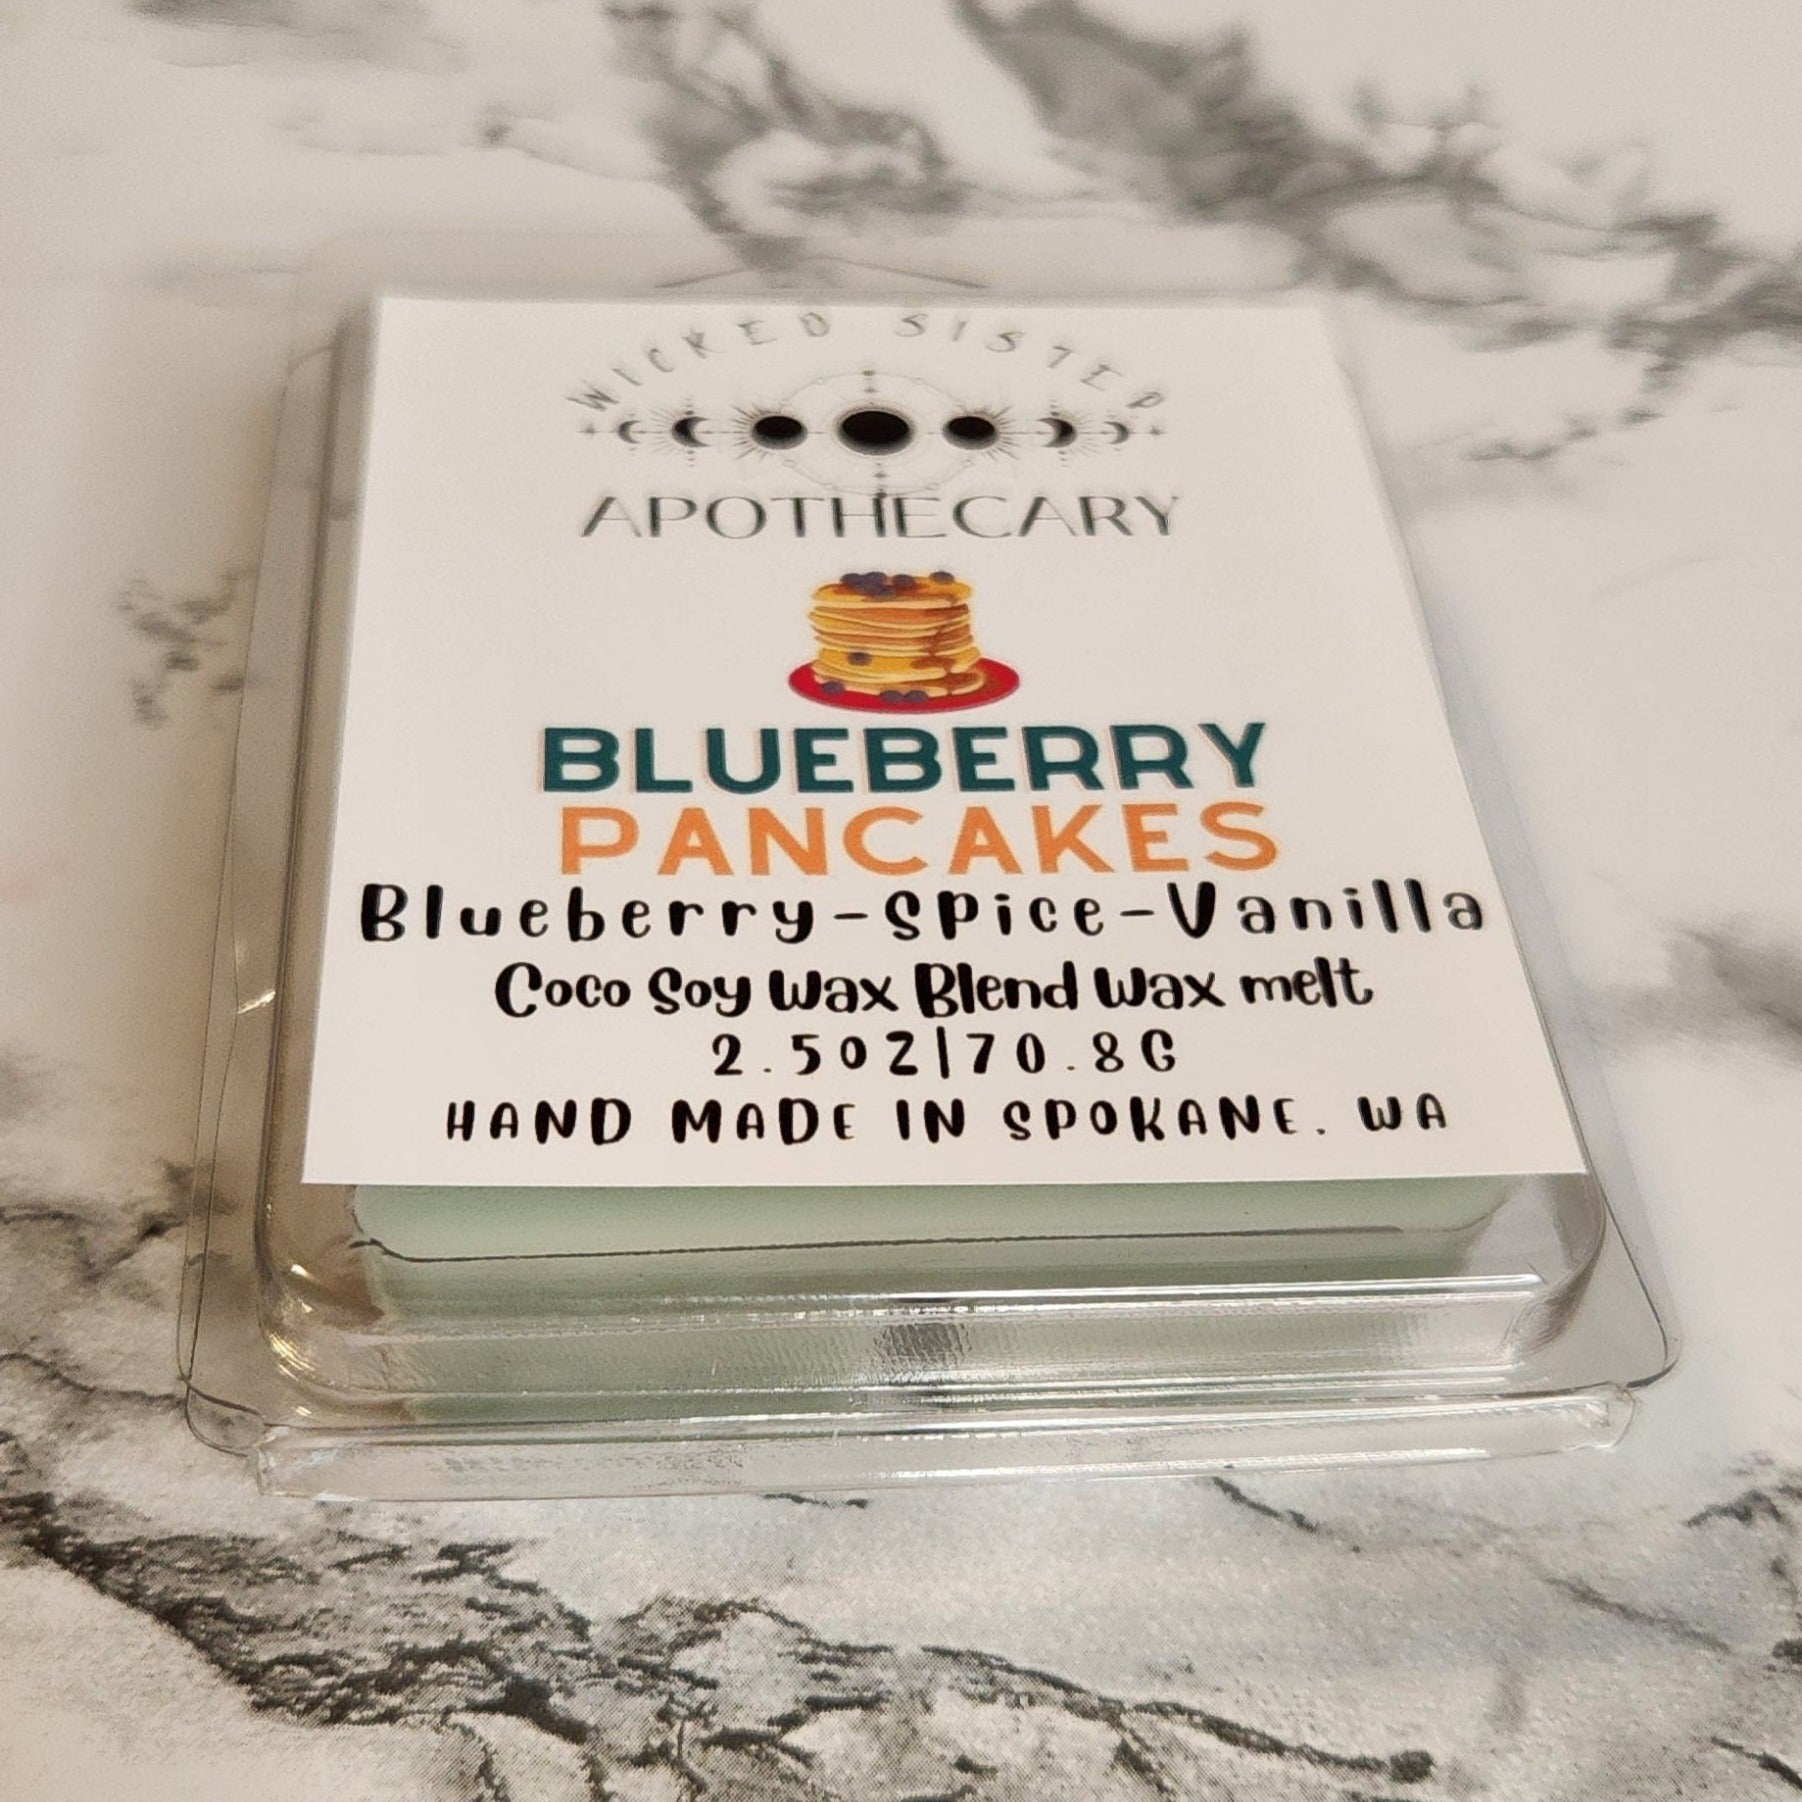 WICKED SISTER
APOTHECARY
BLUEBERRY
PANCAKES
Blueberry-Spice-Vanilla
Coco Soy Wax Blend Wax melt
2.5OZ|70.8G
HAND MADE IN SPOKANE. WA